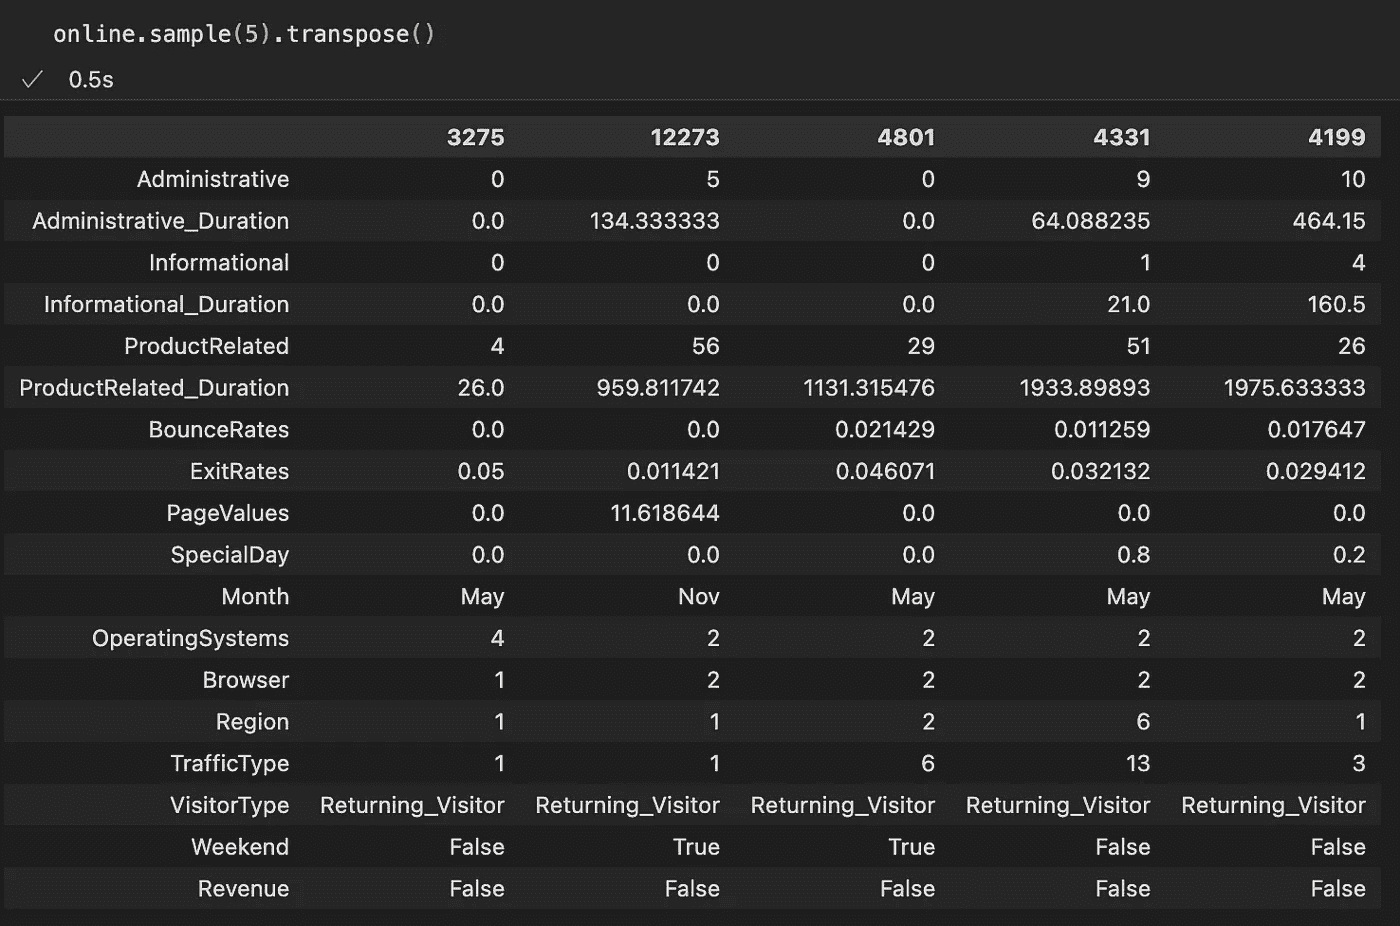 online.sample(5).transpose()
0.5s
3275 12273 4801 4331 4199
Administrative 0 5 0 9 10
Administrative_Duration 0.0 134.333333 0.0 64.088235 464.15
Informational 0 0 0 1 4
Informational_Duration 0.0 0.0 0.0 21.0 160.5
ProductRelated 4 56 29 51 26
ProductRelated_Duration 26.0 959.811742 1131.315476 1933.89893 1975.633333
BounceRates 0.0 0.0 0.021429 0.011259 0.017647
ExitRates 0.05 0.011421 0.046071 0.032132 0.029412
PageValues 0.0 11.618644 0.0 0.0 0.0
SpecialDay 0.0 0.0 0.0 0.8 0.2
Month May Nov May May May
OperatingSystems 4 2 2 2 2
Browser 1 2 2 2 2
Region 1 1 2 6 1
TrafficType 1 1 6 13 3
VisitorType Returning_Visitor Returning_Visitor Returning_Visitor Returning_Visitor Returning_Visitor
Weekend False True True False False
Revenue False False False False False